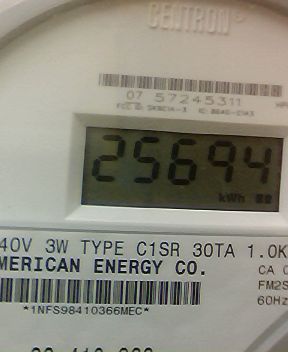 CENTRON
07 57245311
25694
kWh
40V 3W TYPE C1SR 30TA 1.0K
MERICAN ENERGY CO.
CA 0
FM2S
60Hz
*1NFS98410366MEC*